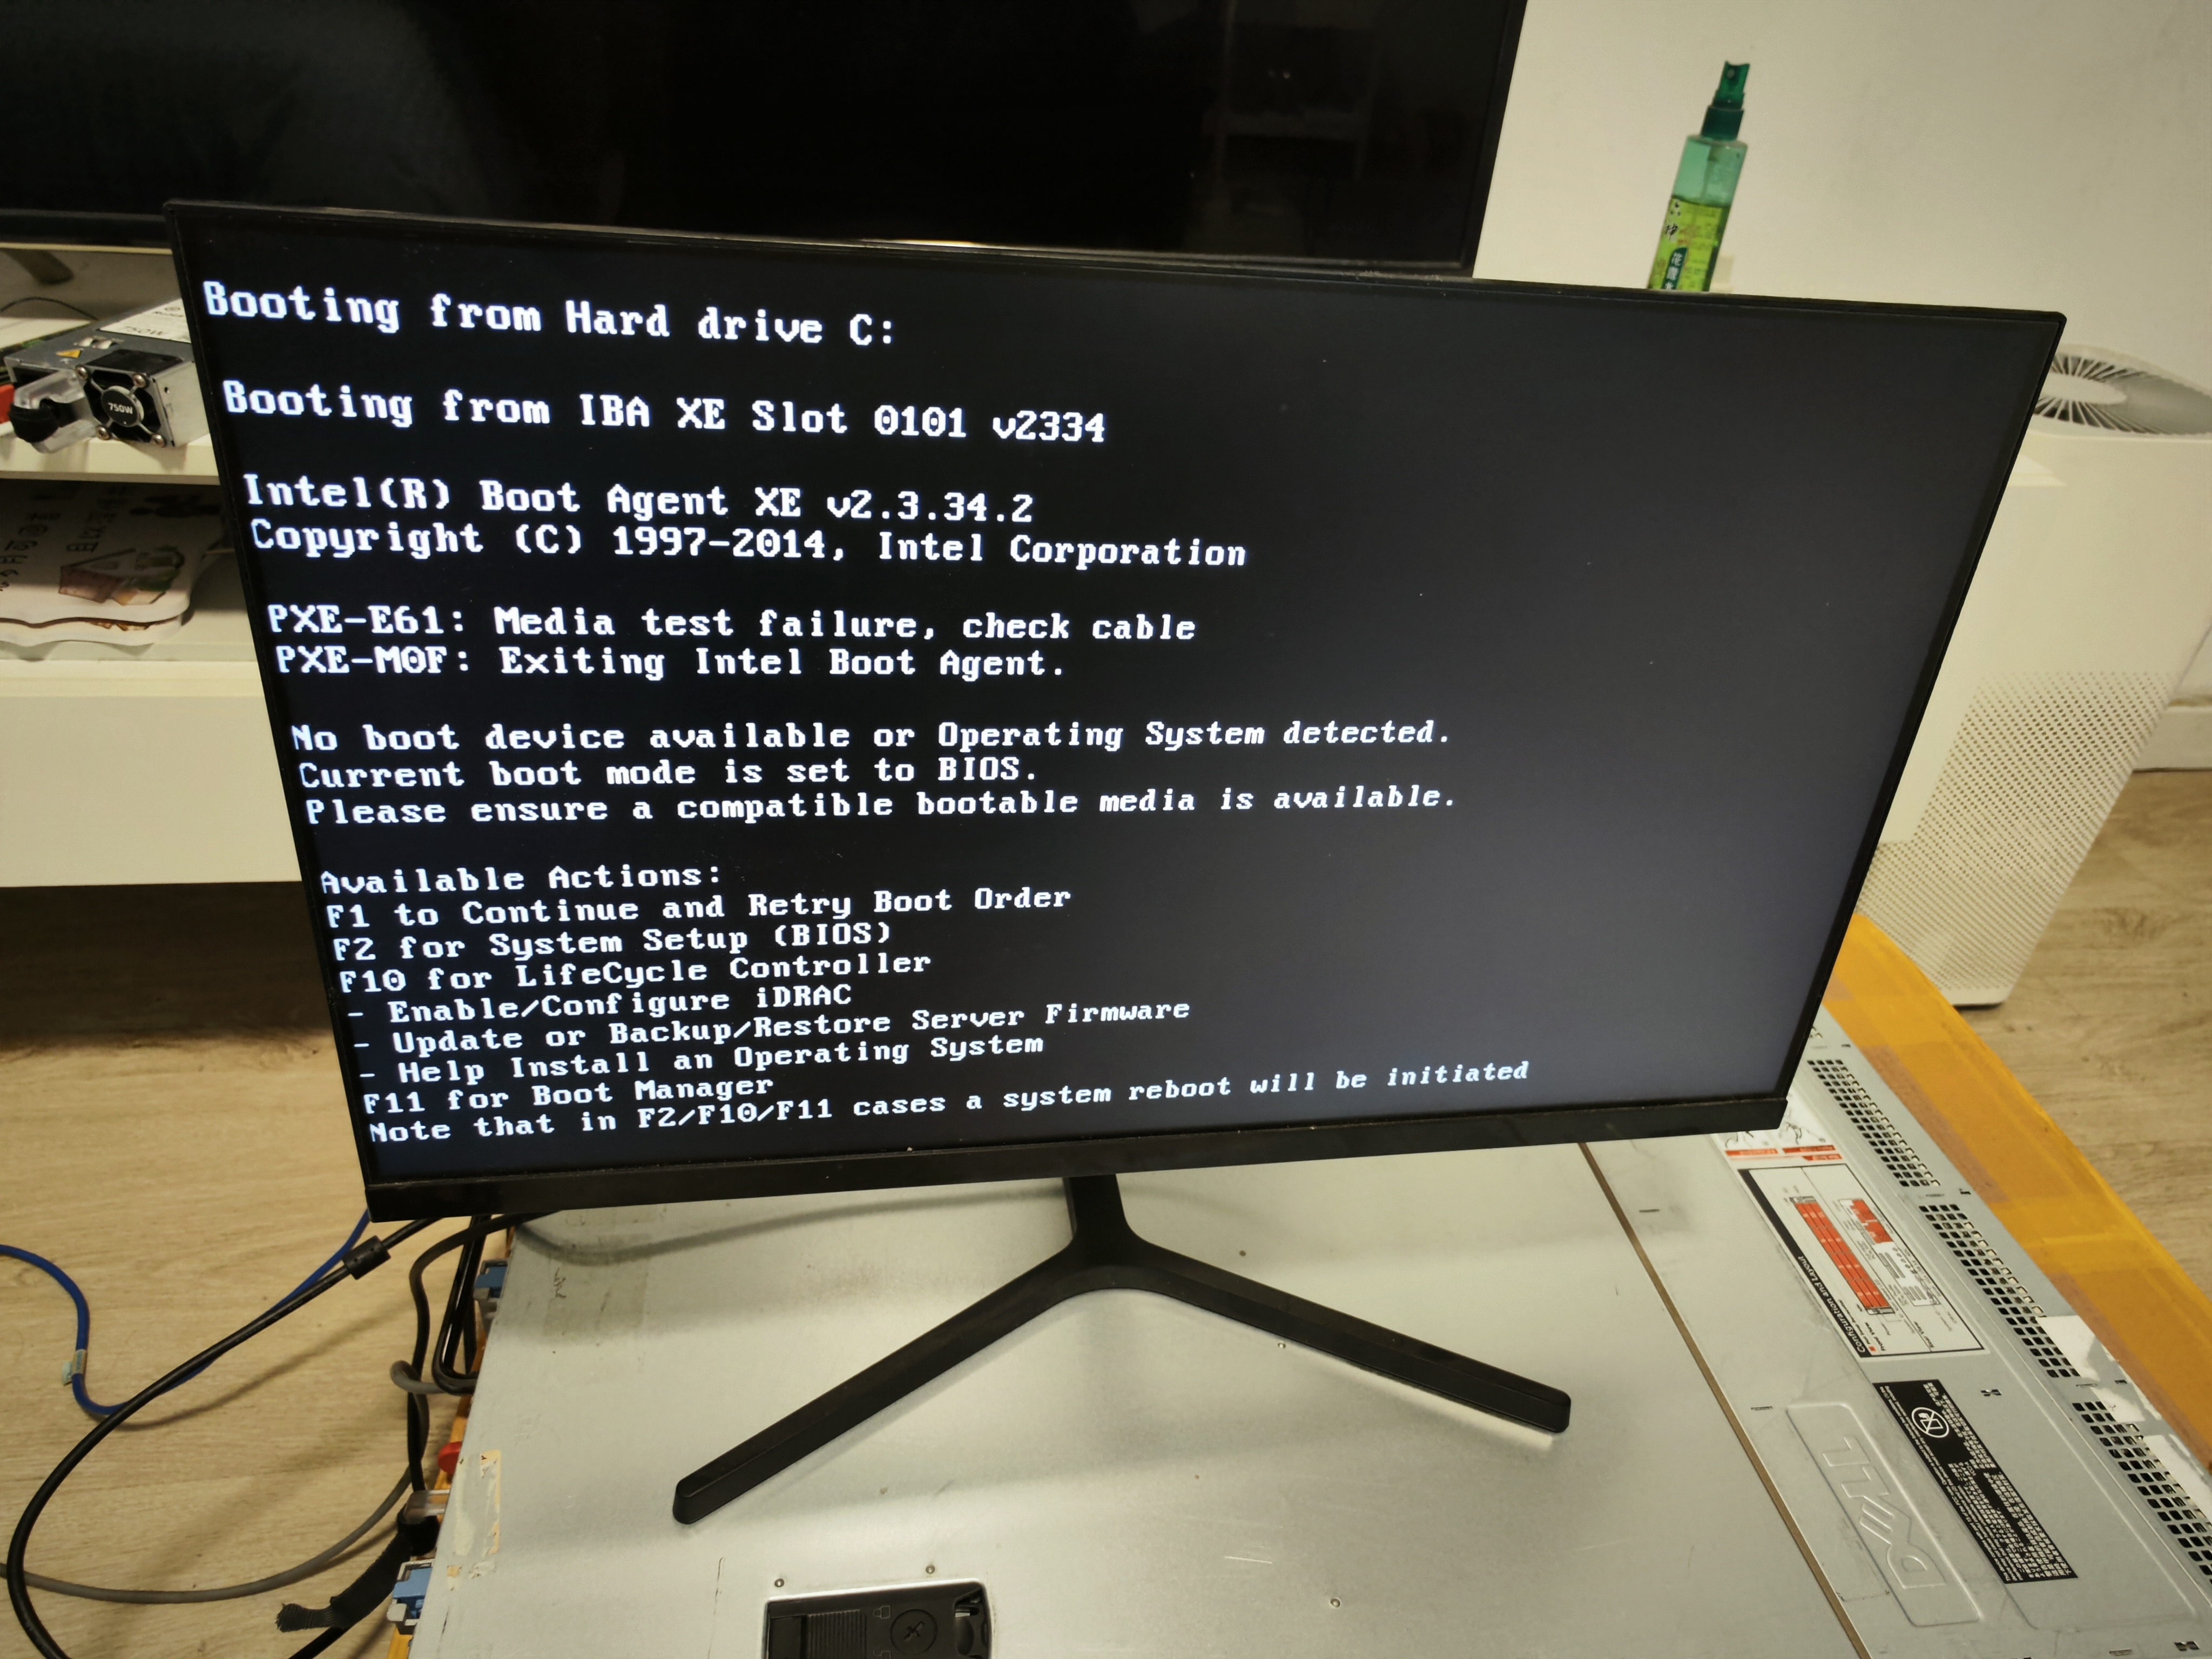 Booting from Hard drive C:
Booting from IBA XE Slot 0101 v2334
Intel(R) Boot Agent XE v2.3.34.2
Copyright (C) 1997-2014, Intel Corporation
PXE-E61: Media test failure, check cable
PXE-M0F: Exiting Intel Boot Agent.
No boot device available or Operating System detected.
Current boot mode is set to BIOS.
Please ensure a compatible bootable media is available.
Available Actions:
F1 to Continue and Retry Boot Order
F2 for System Setup (BIOS)
F10 for LifeCycle Controller
- Enable/Configure iDRAC
- Update or Backup/Restore Server Firmware
- Help Install an Operating System
F11 for Boot Manager
Note that in F2/F10/F11 cases a system reboot will be initiated
750W
750W
Configuration and Layout
DELL